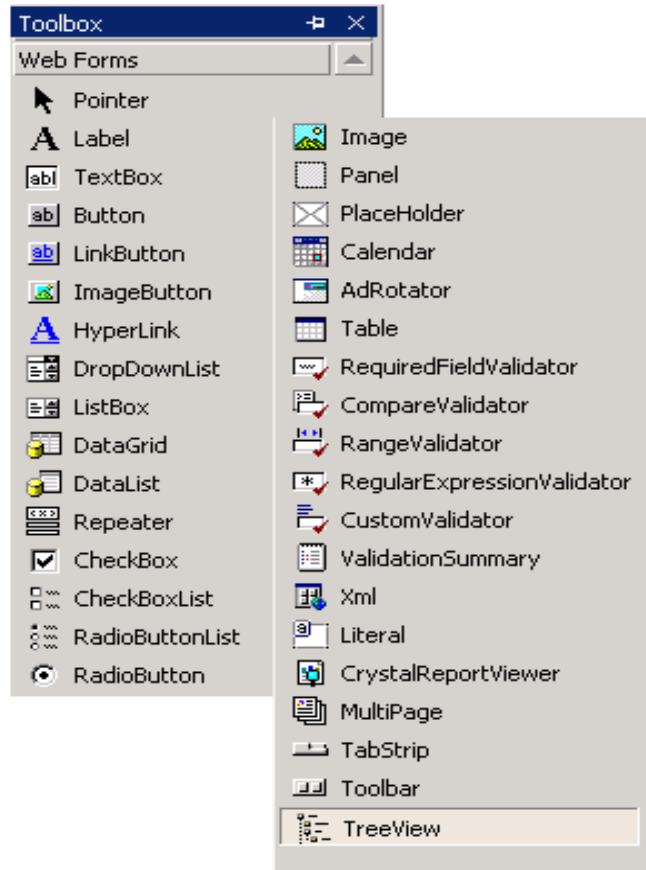 Toolbox
Web Forms
Pointer
Label
TextBox
Button
LinkButton
ImageButton
HyperLink
DropDownList
ListBox
DataGrid
DataList
Repeater
CheckBox
CheckBoxList
RadioButtonList
RadioButton
Image
Panel
PlaceHolder
Calendar
AdRotator
Table
RequiredFieldValidator
CompareValidator
RangeValidator
RegularExpressionValidator
CustomValidator
ValidationSummary
Xml
Literal
CrystalReportViewer
MultiPage
TabStrip
Toolbar
TreeView